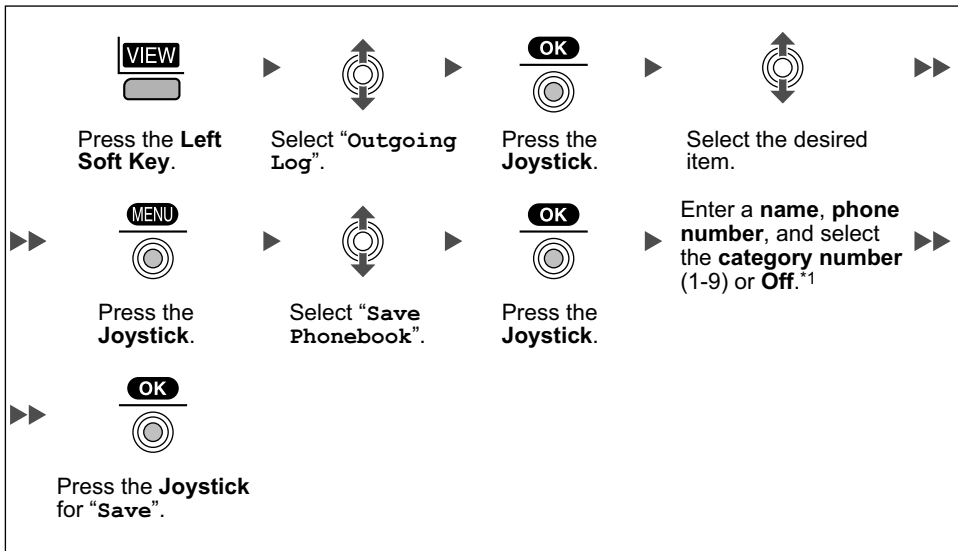 VIEW
Press the Left
Soft Key.
Select “Outgoing
Log”.
OK
Press the
Joystick.
Select the desired
item.
MENU
Press the
Joystick.
Select “Save
Phonebook”.
OK
Press the
Joystick.
Enter a name, phone
number, and select
the category number
(1-9) or Off.*1
OK
Press the Joystick
for “Save”.